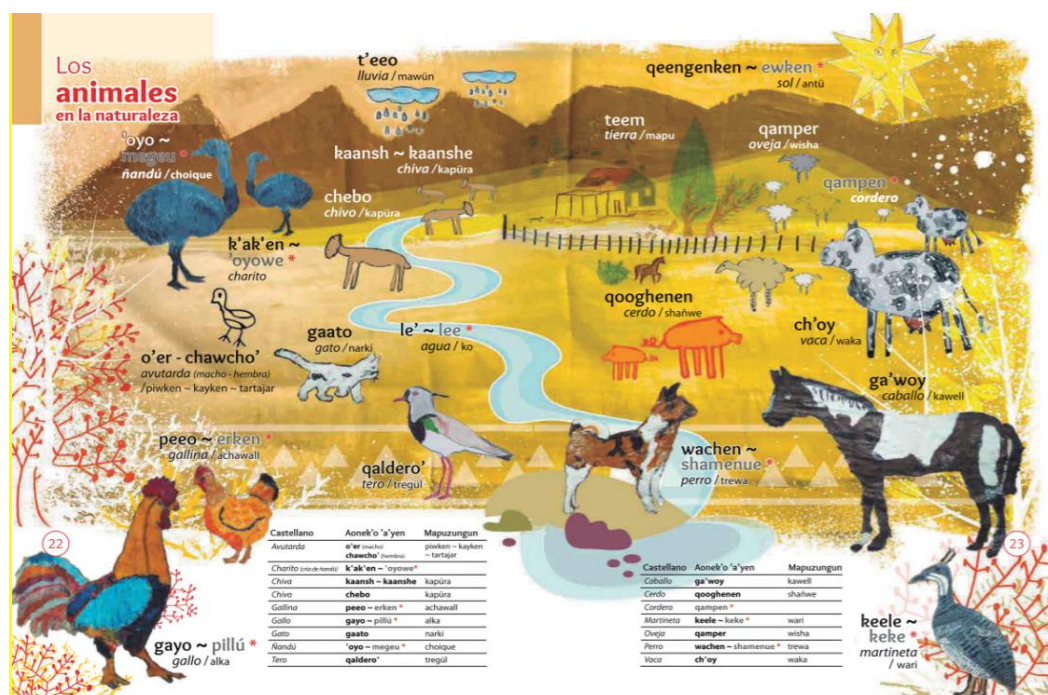 Los
animales
en la naturaleza
t'eeo
lluvia / mawün
qeengenken ~ ewken *
sol / antü
'oyo ~
megeu *
ñandú / choique
kaansh ~ kaanshe
chiva / kapüra
teem
tierra / mapu
qamper
oveja / wisha
qampen *
cordero
chebo
chivo / kapüra
k'ak'en ~
'oyowe *
charito
qooghenen
cerdo / shañwe
ch'oy
vaca / waka
gaato
gato / narki
le' ~ lee *
agua / ko
o'er - chawcho'
avutarda (macho - hembra)
/piwken ~ kayken ~ tartajar
ga'woy
caballo / kawell
peeo ~ erken *
gallina / achawall
qaldero'
tero / tregül
wachen ~
shamenue *
perro / trewa
22
gayo ~ pillú *
gallo / alka
Castellano Aonek'o 'a'yen Mapuzungun
Avutarda o'er (macho) piwken ~ kayken
chawcho' (hembra) ~ tartajar
Charito (cría de ñandú) k'ak'en ~ 'oyowe *
Chiva kaansh ~ kaanshe kapüra
Chivo chebo kapüra
Gallina peeo ~ erken * achawall
Gallo gayo ~ pillú * alka
Gato gaato narki
Ñandú 'oyo ~ megeu * choique
Tero qaldero' tregül
Castellano Aonek'o 'a'yen Mapuzungun
Caballo ga'woy kawell
Cerdo qooghenen shañwe
Cordero qampen *
Martineta keele ~ keke * wari
Oveja qamper wisha
Perro wachen ~ shamenue * trewa
Vaca ch'oy waka
23
keele ~
keke *
martineta
/ wari